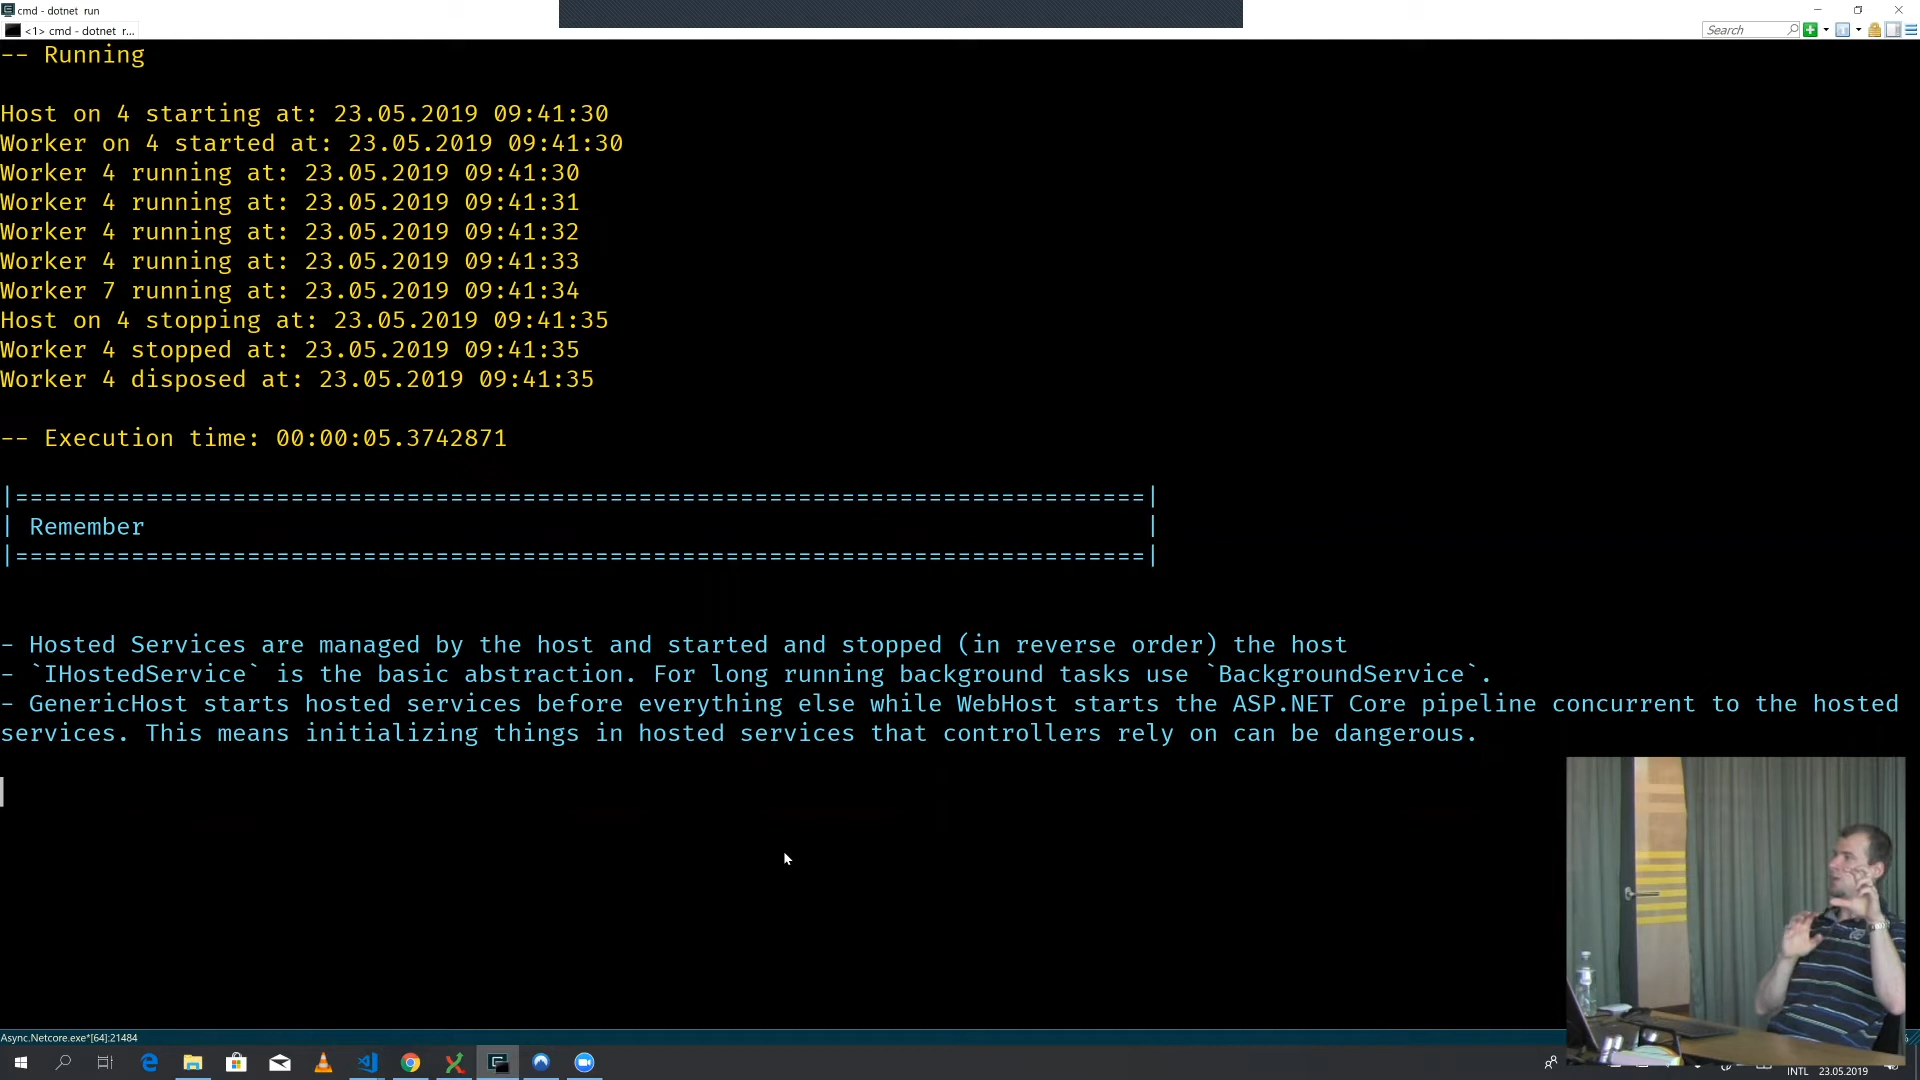 cmd - dotnet run
<1> cmd - dotnet r...
Search
-- Running
Host on 4 starting at: 23.05.2019 09:41:30
Worker on 4 started at: 23.05.2019 09:41:30
Worker 4 running at: 23.05.2019 09:41:30
Worker 4 running at: 23.05.2019 09:41:31
Worker 4 running at: 23.05.2019 09:41:32
Worker 4 running at: 23.05.2019 09:41:33
Worker 7 running at: 23.05.2019 09:41:34
Host on 4 stopping at: 23.05.2019 09:41:35
Worker 4 stopped at: 23.05.2019 09:41:35
Worker 4 disposed at: 23.05.2019 09:41:35
-- Execution time: 00:00:05.3742871
|==============================================================================|
| Remember |
|==============================================================================|
- Hosted Services are managed by the host and started and stopped (in reverse order) the host
- `IHostedService` is the basic abstraction. For long running background tasks use `BackgroundService`.
- GenericHost starts hosted services before everything else while WebHost starts the ASP.NET Core pipeline concurrent to the hosted
services. This means initializing things in hosted services that controllers rely on can be dangerous.
Async.Netcore.exe*[64]:21484
INTL 23.05.2019